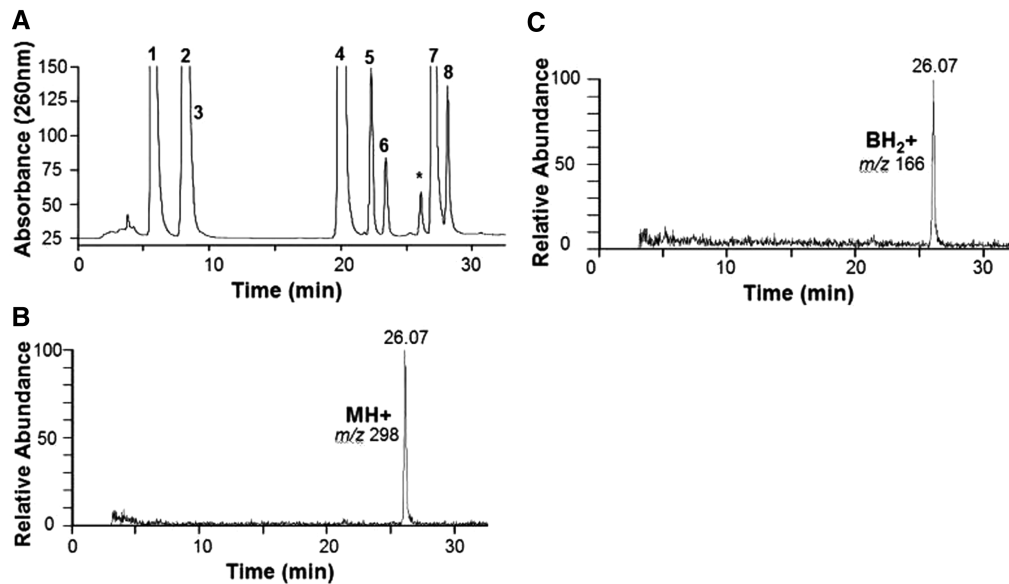 A
1 2 4 5 7 8
3
6
*
150
125
100
75
50
25
Absorbance (260nm)
0 10 20 30
Time (min)
B
26.07
100
50
0
Relative Abundance
MH+
m/z 298
0 10 20 30
Time (min)
C
26.07
100
50
0
Relative Abundance
BH₂+
m/z 166
0 10 20 30
Time (min)